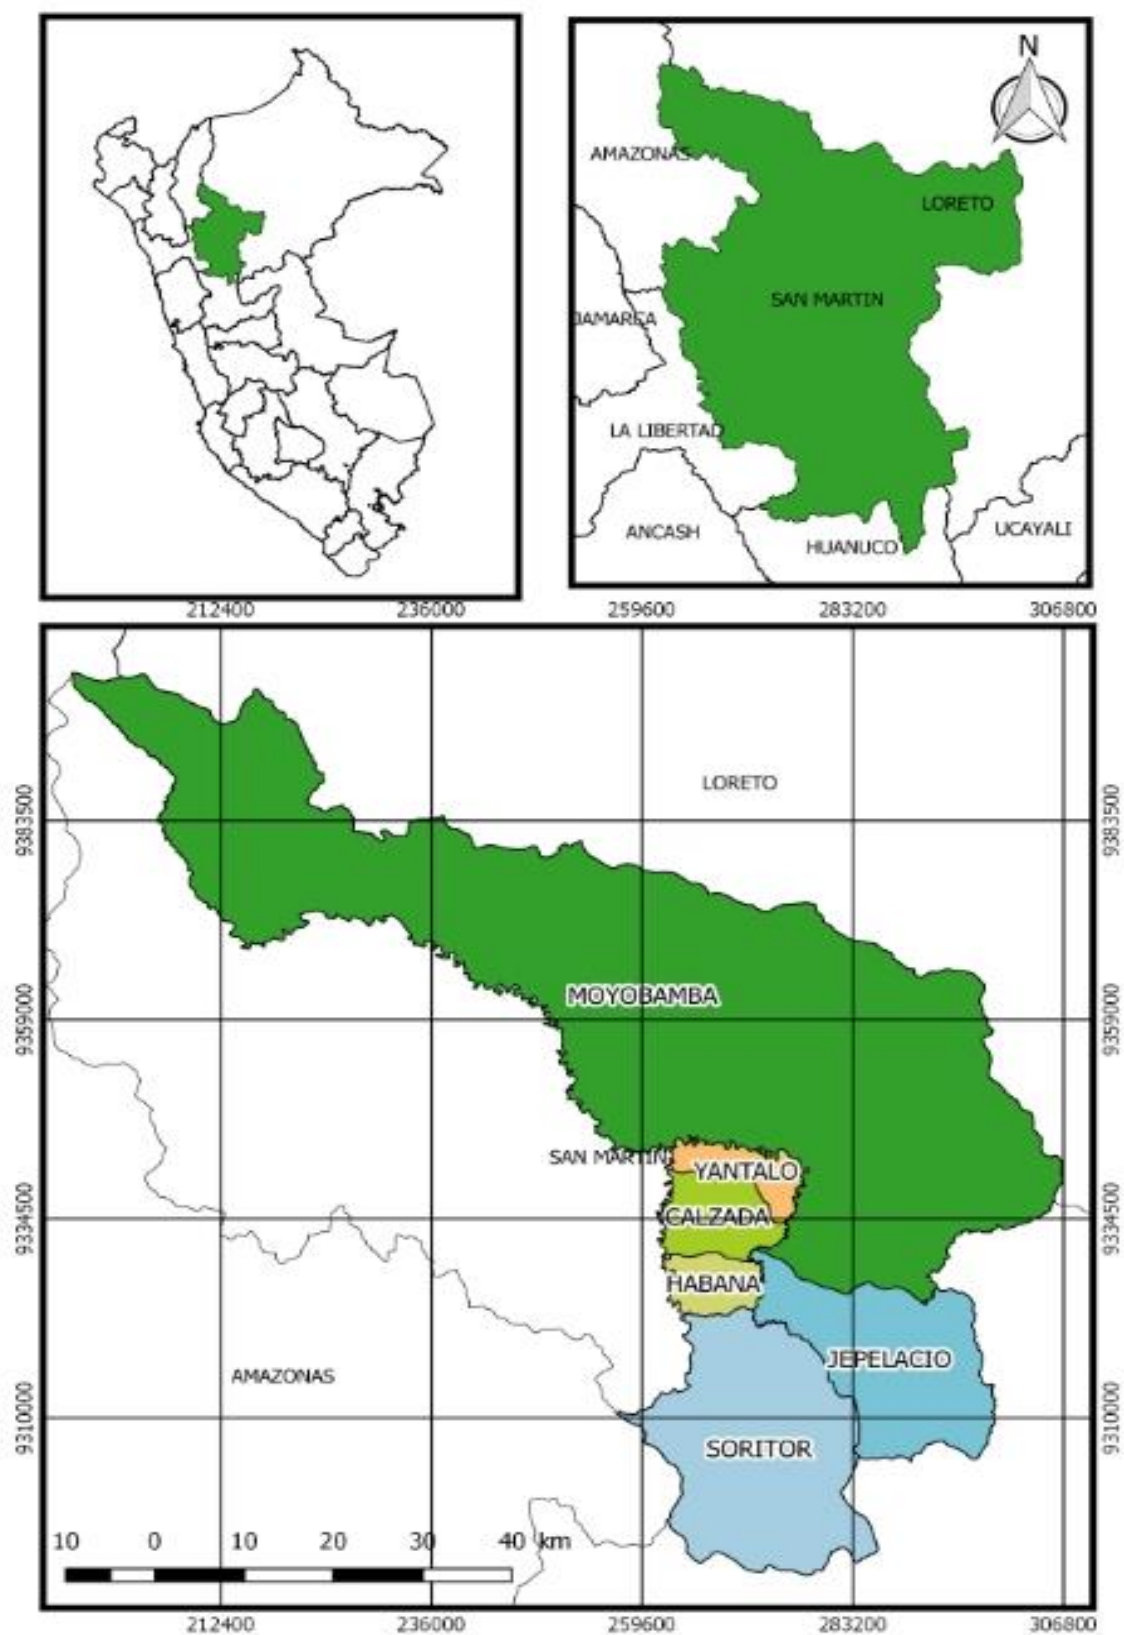 N
AMAZONAS
LORETO
SAN MARTIN
JAMARCA
LA LIBERTAD
ANCASH
HUANUCO
UCAYALI
212400 236000 259600 283200 306800
LORETO
9383500 9383500
MOYOBAMBA
9359000 9359000
SAN MARTIN
YANTALO
CALZADA
9334500 9334500
HABANA
JEPELACIO
AMAZONAS
9310000 9310000
SORITOR
10 0 10 20 30 40 km
212400 236000 259600 283200 306800